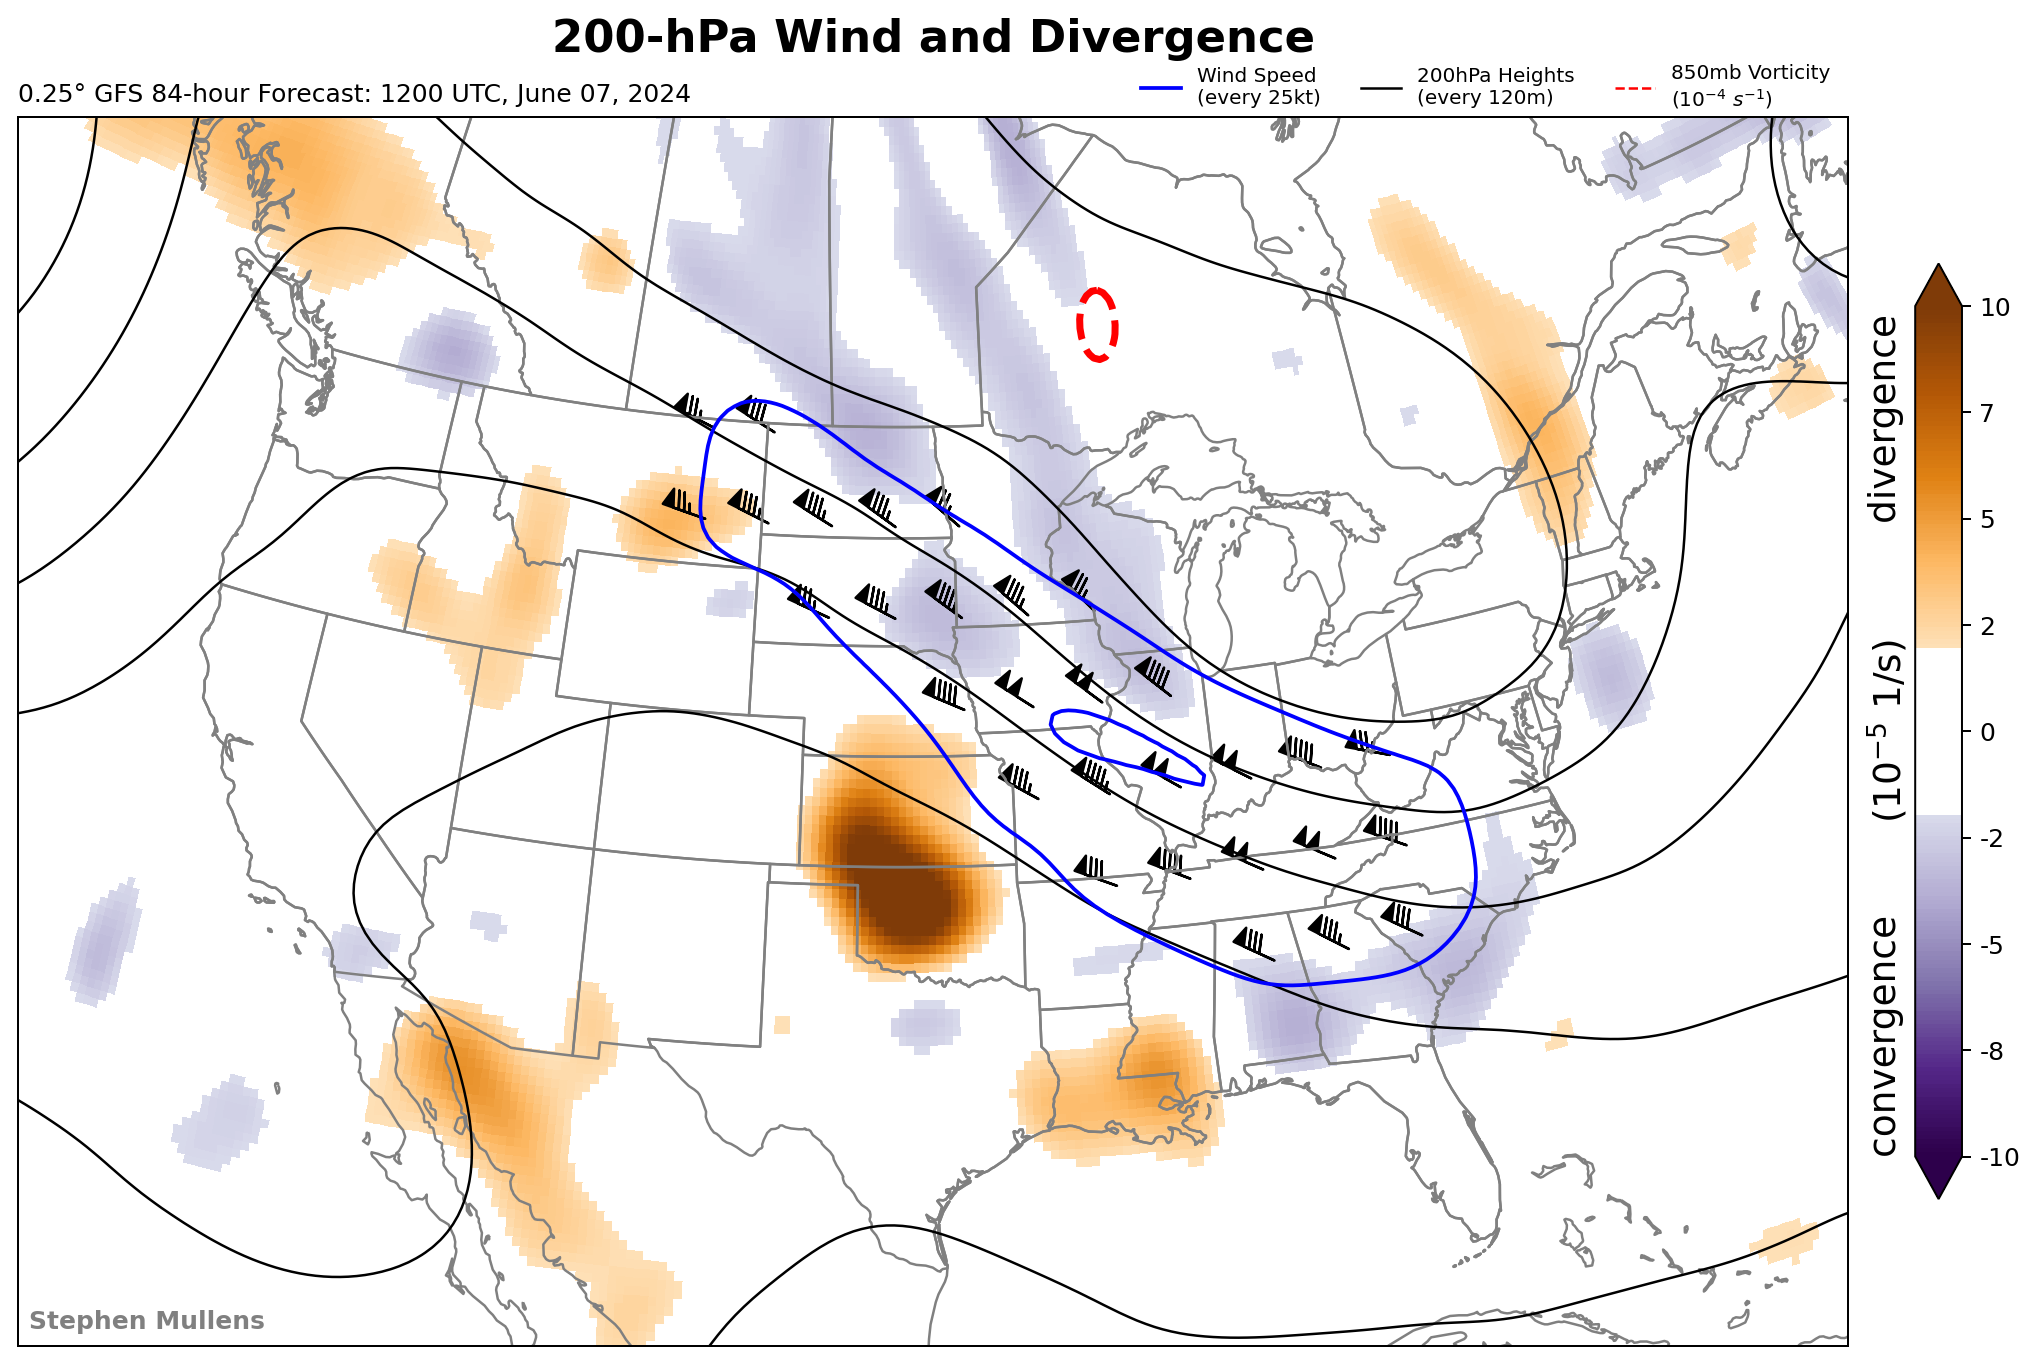 200-hPa Wind and Divergence
0.25° GFS 84-hour Forecast: 1200 UTC, June 07, 2024
Wind Speed
(every 25kt)
200hPa Heights
(every 120m)
850mb Vorticity
(10⁻⁴ s⁻¹)
10
7
5
2
0
-2
-5
-8
-10
convergence (10⁻⁵ 1/s) divergence
Stephen Mullens